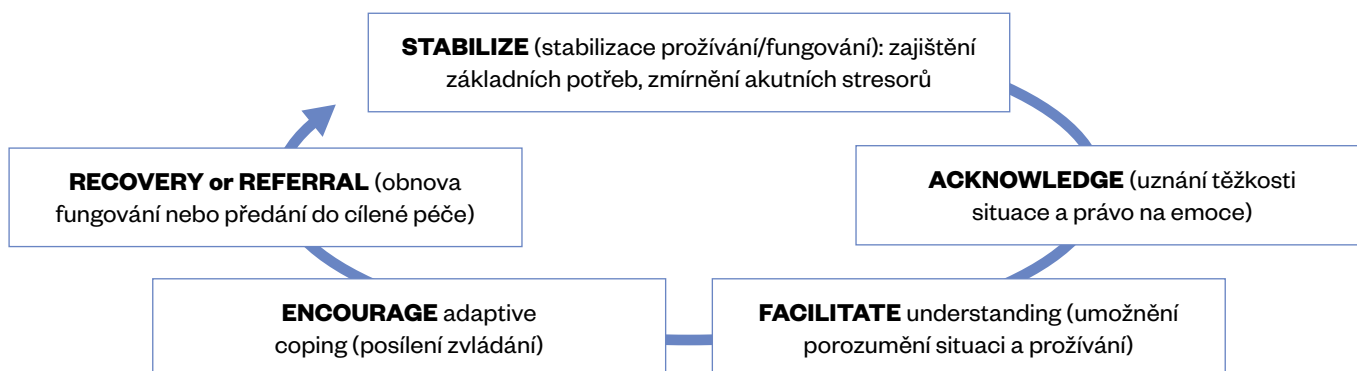 STABILIZE (stabilizace prožívání/fungování): zajištění
základních potřeb, zmírnění akutních stresorů
ACKNOWLEDGE (uznání těžkosti
situace a právo na emoce)
FACILITATE understanding (umožnění
porozumění situaci a prožívání)
ENCOURAGE adaptive
coping (posílení zvládání)
RECOVERY or REFERRAL (obnova
fungování nebo předání do cílené péče)